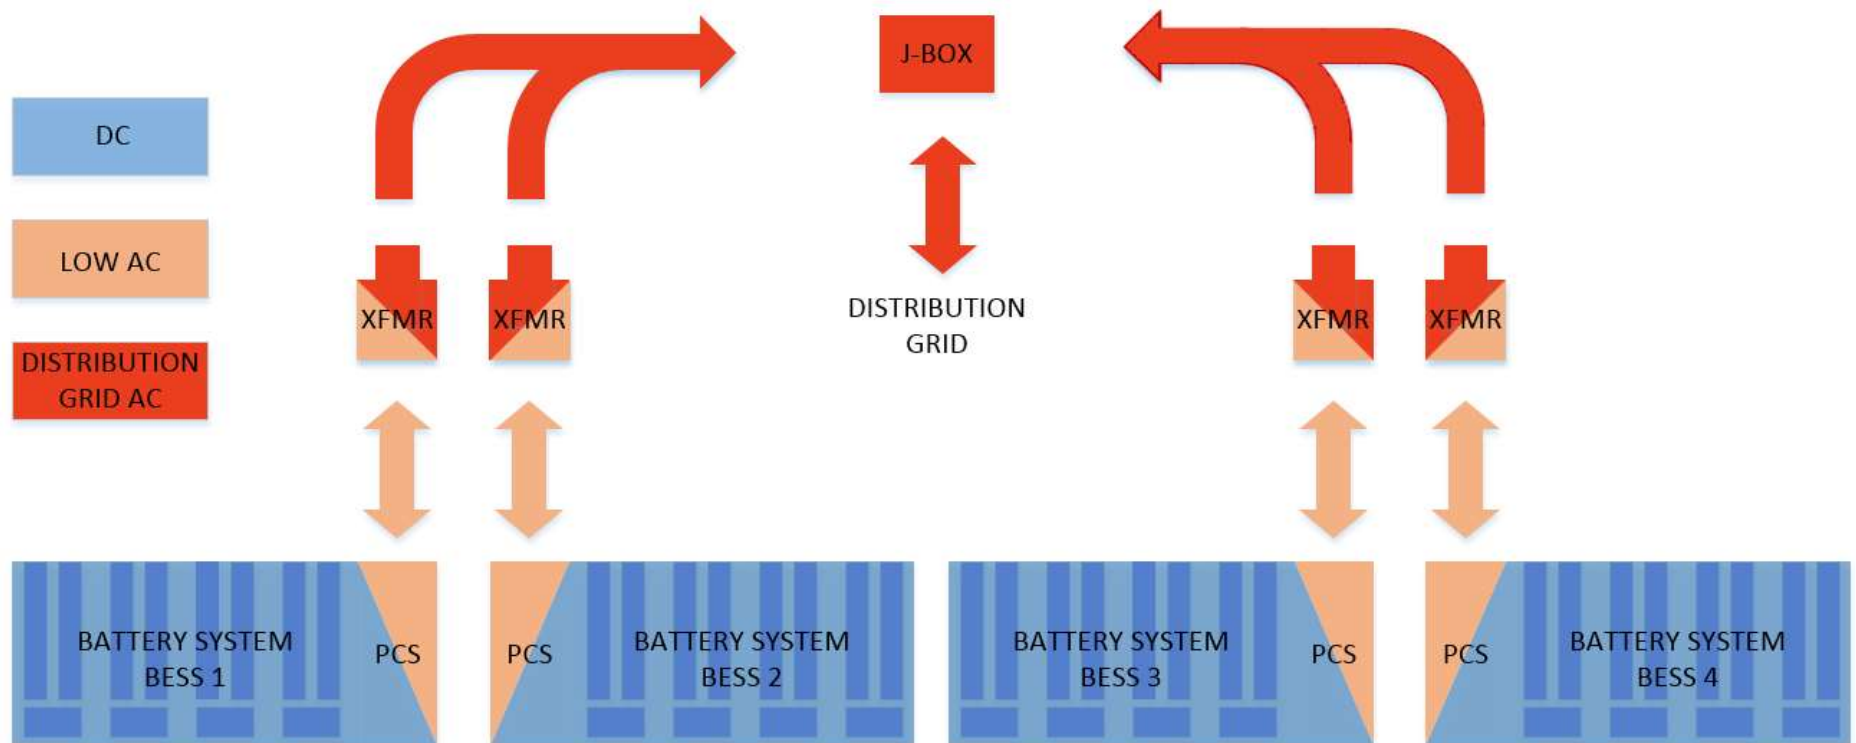 J-BOX
DC
LOW AC
DISTRIBUTION
GRID AC
XFMR
XFMR
DISTRIBUTION
GRID
XFMR
XFMR
BATTERY SYSTEM
BESS 1
PCS
PCS
BATTERY SYSTEM
BESS 2
BATTERY SYSTEM
BESS 3
PCS
PCS
BATTERY SYSTEM
BESS 4